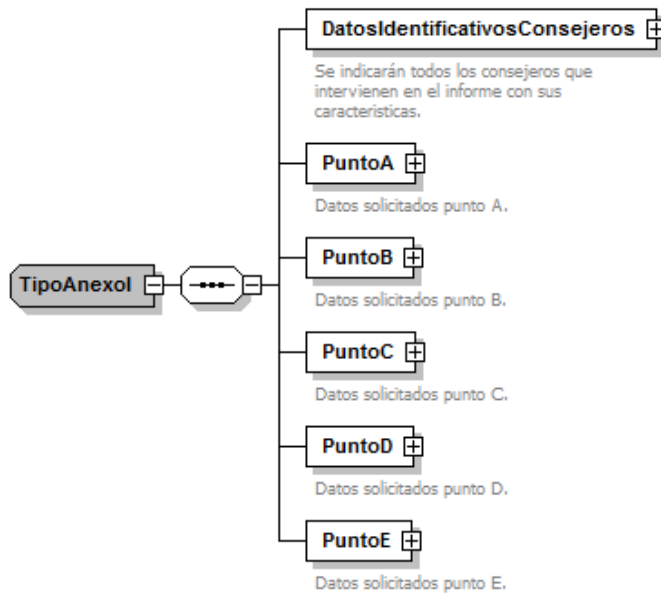 DatosIdentificativosConsejeros
Se indicarán todos los consejeros que
intervienen en el informe con sus
caracteristicas.
PuntoA
Datos solicitados punto A.
PuntoB
Datos solicitados punto B.
TipoAnexoI
PuntoC
Datos solicitados punto C.
PuntoD
Datos solicitados punto D.
PuntoE
Datos solicitados punto E.